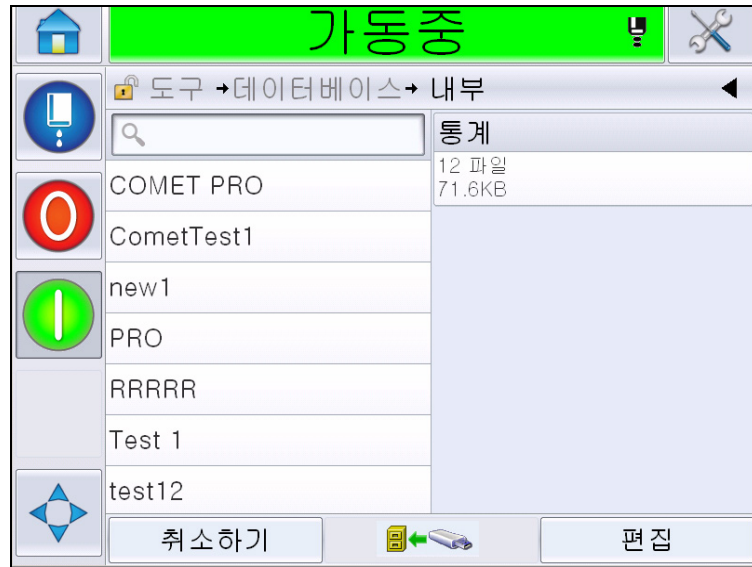 가동중
도구 →데이터베이스→ 내부
통계
12 파일
71.6KB
COMET PRO
CometTest1
new1
PRO
RRRRR
Test 1
test12
취소하기
편집